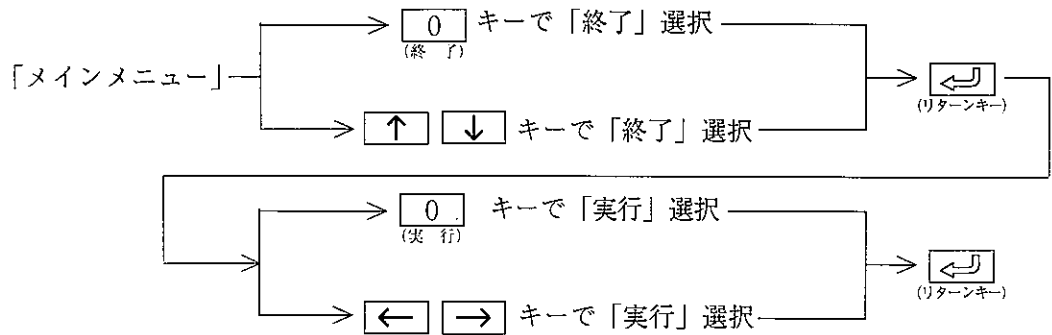 0 キーで「終了」選択
(終 了)
「メインメニュー」
(リターンキー)
↑ ↓ キーで「終了」選択
0 キーで「実行」選択
(実 行)
(リターンキー)
← → キーで「実行」選択